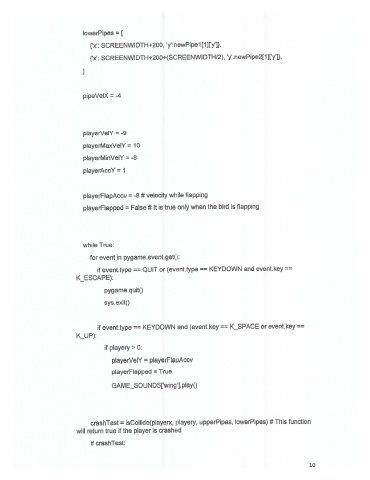 lowerPipes = [
{'x': SCREENWIDTH+200, 'y':newPipe1[1]['y']},
{'x': SCREENWIDTH+200+(SCREENWIDTH/2), 'y':newPipe2[1]['y']},
]
pipeVelX = -4
playerVelY = -9
playerMaxVelY = 10
playerMinVelY = -8
playerAccY = 1
playerFlapAccv = -8 # velocity while flapping
playerFlapped = False # It is true only when the bird is flapping
while True:
for event in pygame.event.get():
if event.type == QUIT or (event.type == KEYDOWN and event.key ==
K_ESCAPE):
pygame.quit()
sys.exit()
if event.type == KEYDOWN and (event.key == K_SPACE or event.key ==
K_UP):
if playery > 0:
playerVelY = playerFlapAccv
playerFlapped = True
GAME_SOUNDS['wing'].play()
crashTest = isCollide(playerx, playery, upperPipes, lowerPipes) # This function
will return true if the player is crashed
if crashTest:
10